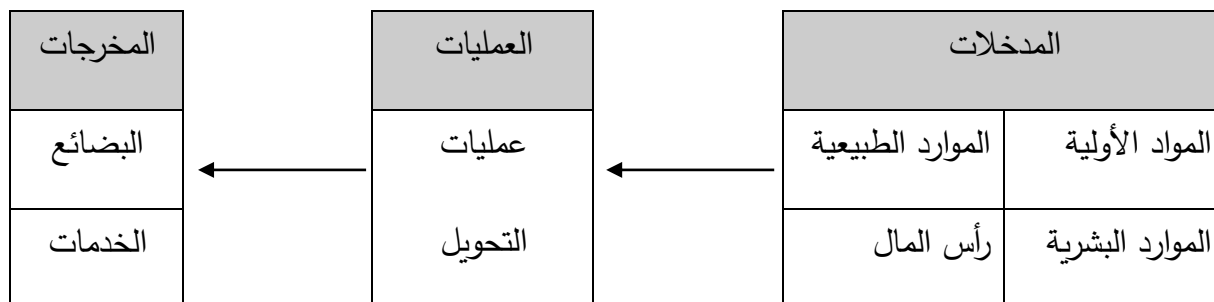 المدخلات
العمليات
المخرجات
المواد الأولية
الموارد الطبيعية
عمليات
البضائع
الموارد البشرية
رأس المال
التحويل
الخدمات